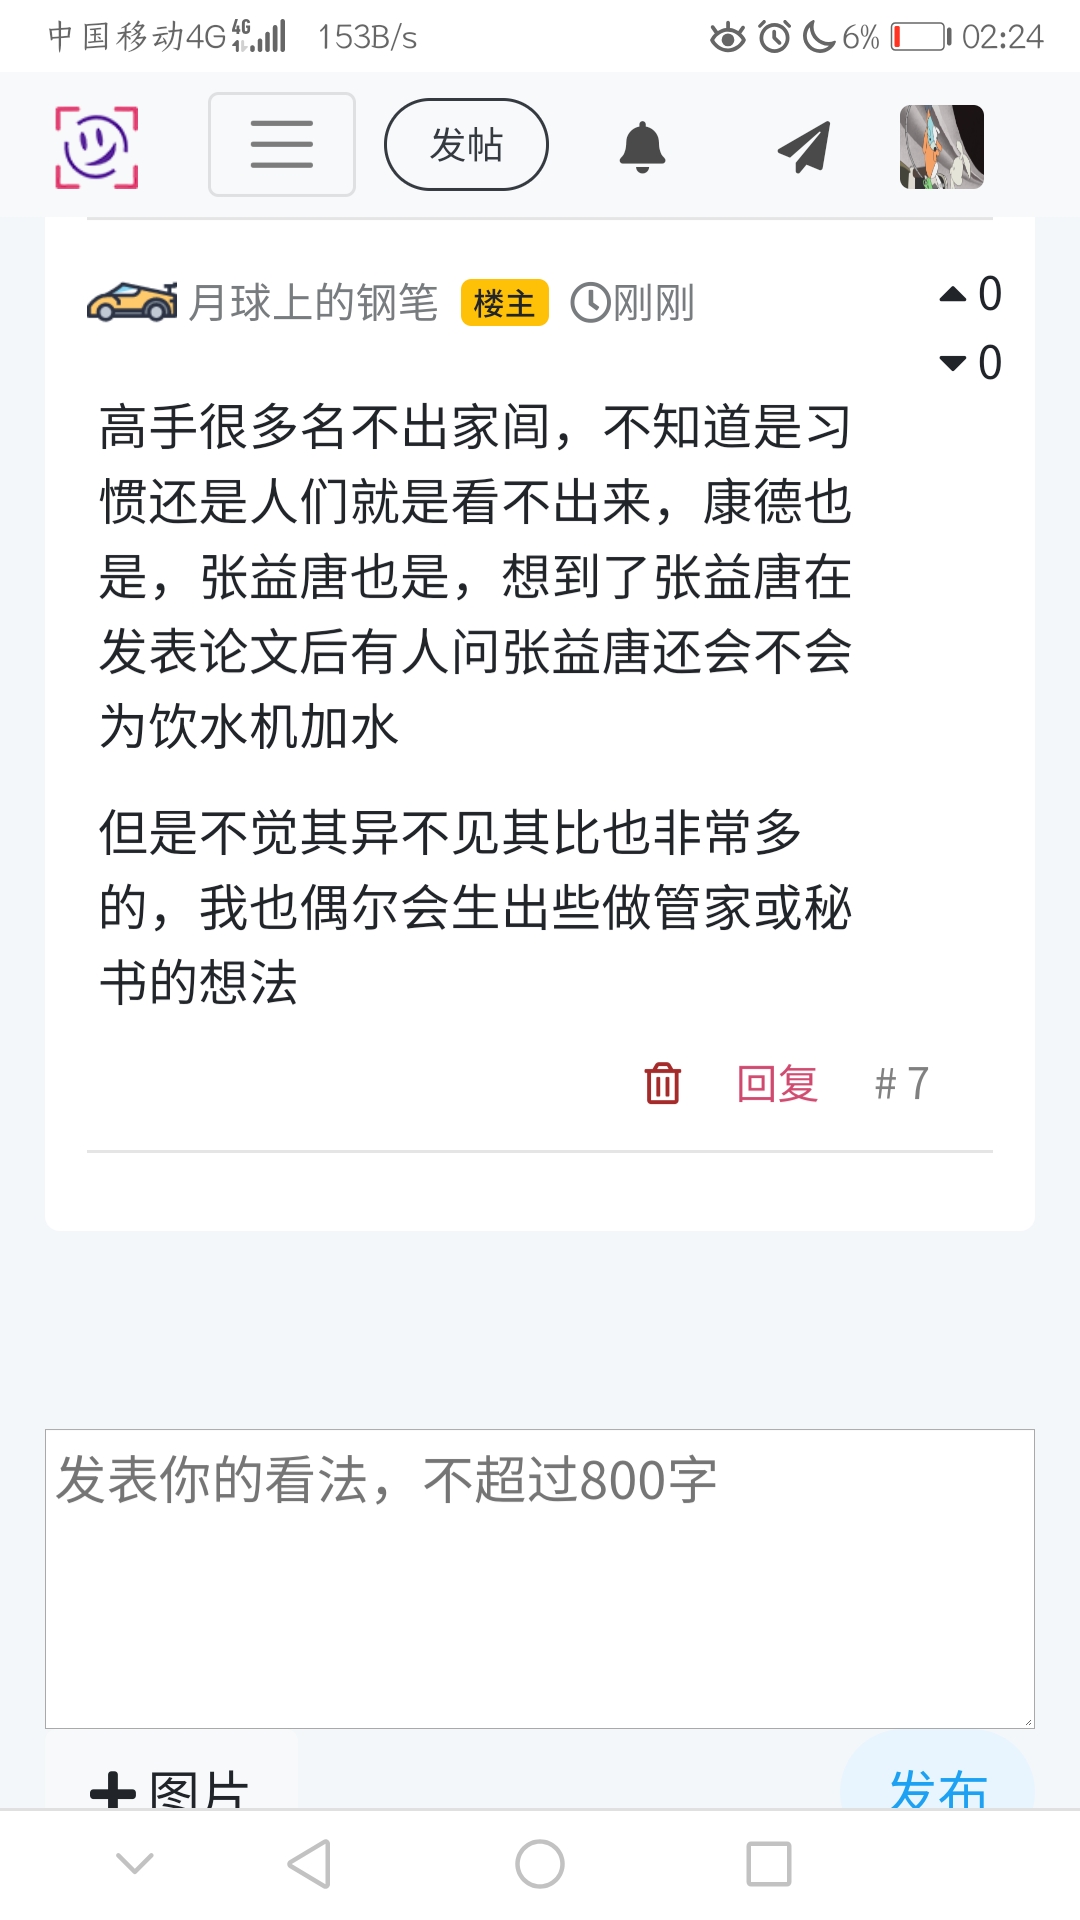 中国移动4G 4G 153B/s 6% 02:24
发帖
月球上的钢笔 楼主 刚刚 0
0
高手很多名不出家闾，不知道是习
惯还是人们就是看不出来，康德也
是，张益唐也是，想到了张益唐在
发表论文后有人问张益唐还会不会
为饮水机加水
但是不觉其异不见其比也非常多
的，我也偶尔会生出些做管家或秘
书的想法
回复 # 7
发表你的看法，不超过800字
图片 发布